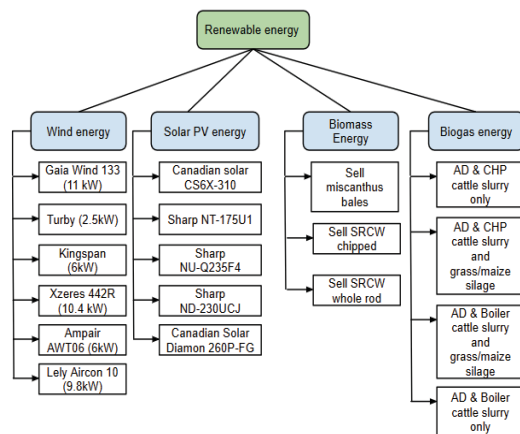 Renewable energy
Wind energy
Solar PV energy
Biomass
Energy
Biogas energy
Gaia Wind 133
(11 kW)
Turby (2.5kW)
Kingspan
(6kW)
Xzeres 442R
(10.4 kW)
Ampair
AWT06 (6kW)
Lely Aircon 10
(9.8kW)
Canadian solar
CS6X-310
Sharp NT-175U1
Sharp
NU-Q235F4
Sharp
ND-230UCJ
Canadian Solar
Diamon 260P-FG
Sell
miscanthus
bales
Sell SRCW
chipped
Sell SRCW
whole rod
AD & CHP
cattle slurry
only
AD & CHP
cattle slurry
and
grass/maize
silage
AD & Boiler
cattle slurry
and
grass/maize
silage
AD & Boiler
cattle slurry
only